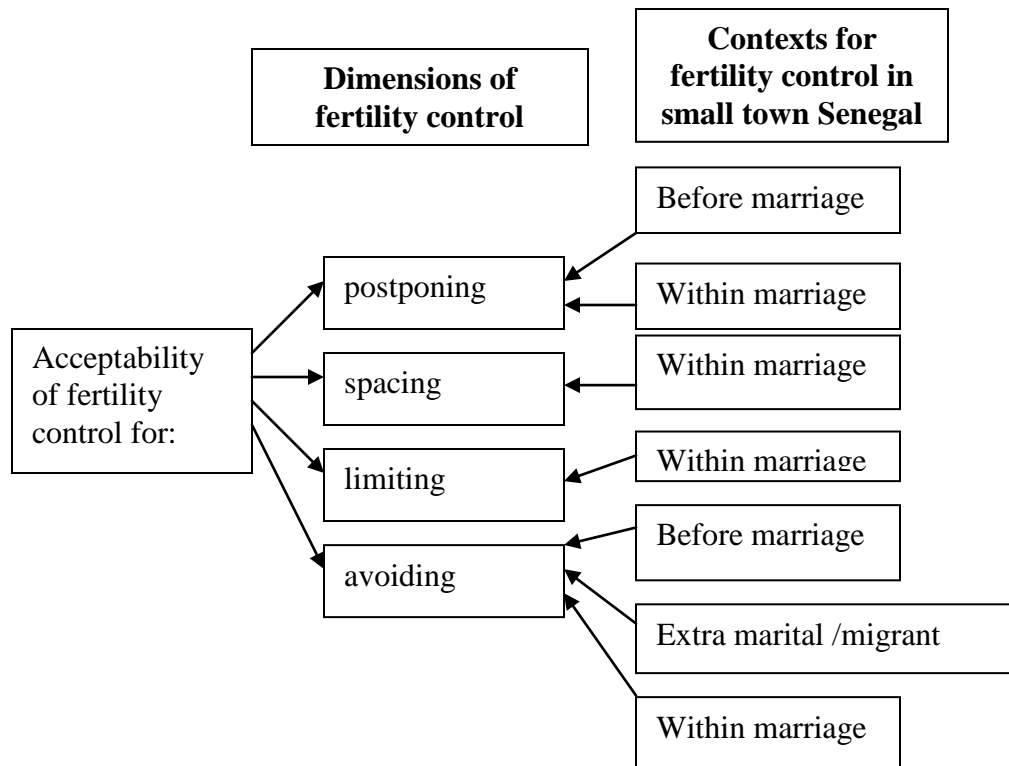 Dimensions of
fertility control
Contexts for
fertility control in
small town Senegal
Before marriage
postponing
Within marriage
Acceptability
of fertility
control for:
spacing
Within marriage
limiting
Within marriage
avoiding
Before marriage
Extra marital /migrant
Within marriage